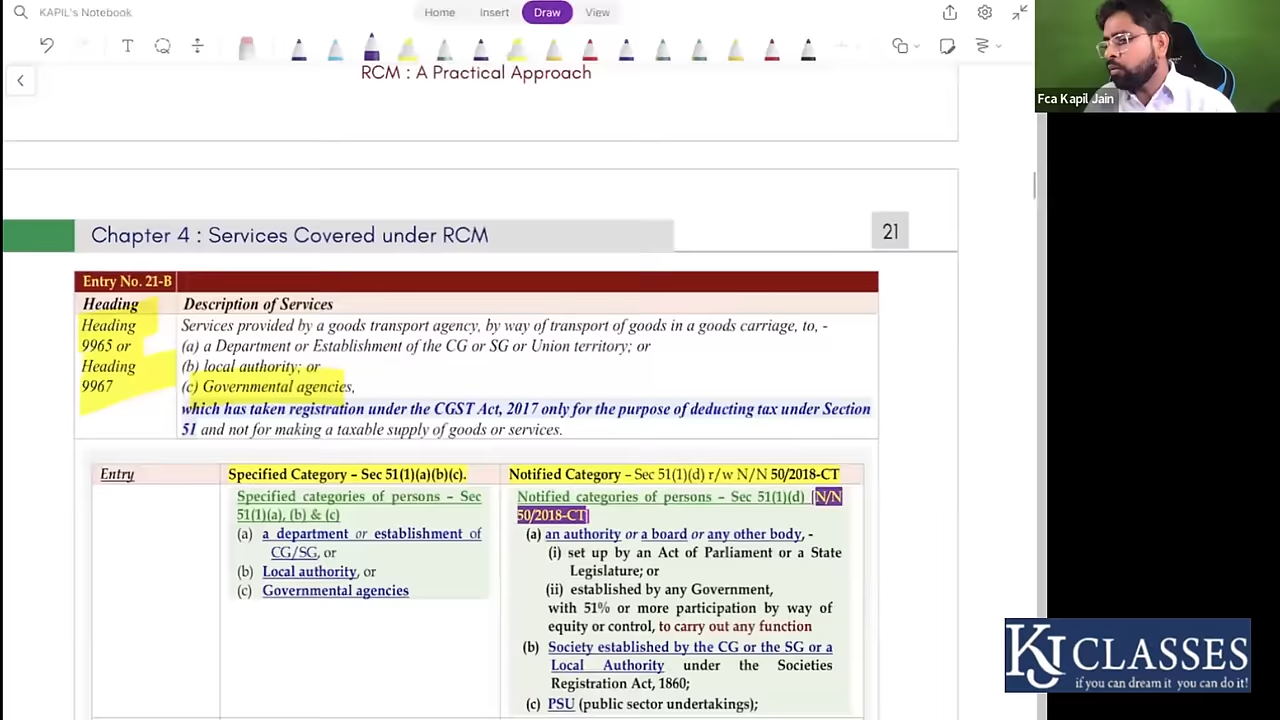 KAPIL's Notebook
Home Insert Draw View
RCM : A Practical Approach
Fca Kapil Jain
Chapter 4 : Services Covered under RCM
21
Entry No. 21-B
Heading Description of Services
Heading 9965 or Heading 9967
Services provided by a goods transport agency, by way of transport of goods in a goods carriage, to, -
(a) a Department or Establishment of the CG or SG or Union territory; or
(b) local authority; or
(c) Governmental agencies,
which has taken registration under the CGST Act, 2017 only for the purpose of deducting tax under Section
51 and not for making a taxable supply of goods or services.
Entry
Specified Category – Sec 51(1)(a)(b)(c).
Specified categories of persons – Sec
51(1)(a), (b) & (c)
(a) a department or establishment of
CG/SG, or
(b) Local authority, or
(c) Governmental agencies
Notified Category – Sec 51(1)(d) r/w N/N 50/2018-CT
Notified categories of persons – Sec 51(1)(d) [N/N
50/2018-CT]
(a) an authority or a board or any other body, -
(i) set up by an Act of Parliament or a State
Legislature; or
(ii) established by any Government,
with 51% or more participation by way of
equity or control, to carry out any function
(b) Society established by the CG or the SG or a
Local Authority under the Societies
Registration Act, 1860;
(c) PSU (public sector undertakings);
KJ CLASSES
if you can dream it you can do it!